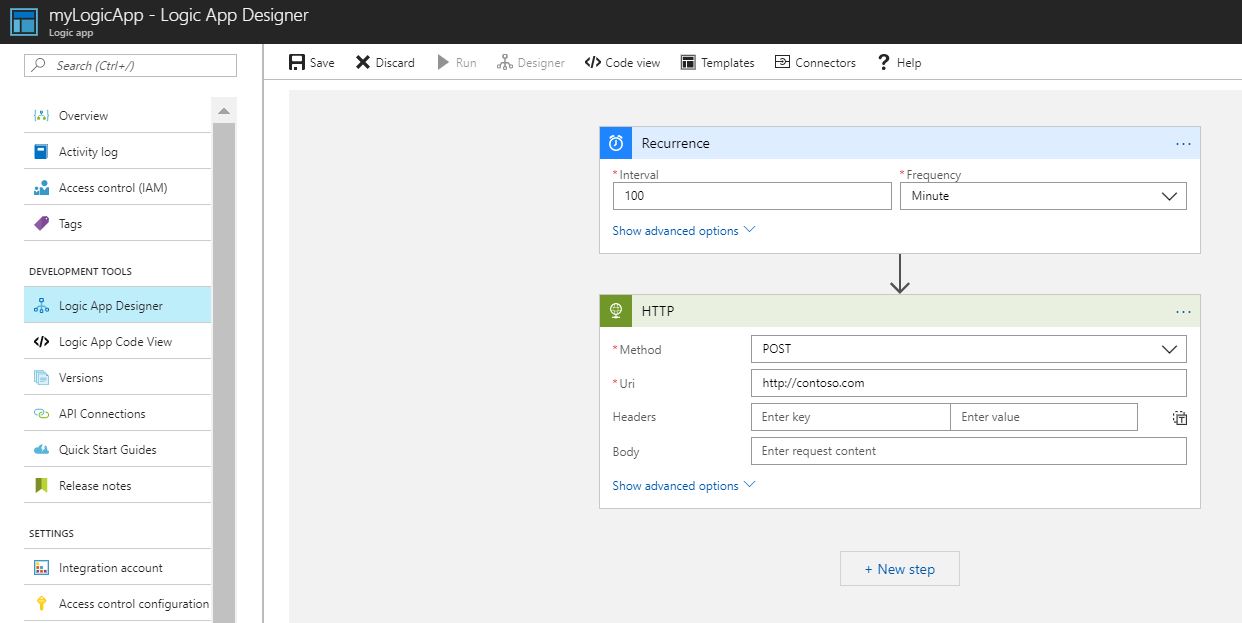 myLogicApp - Logic App Designer
Logic app
Search (Ctrl+/)
Save Discard Run Designer Code view Templates Connectors Help
Overview
Activity log
Access control (IAM)
Tags
DEVELOPMENT TOOLS
Logic App Designer
Logic App Code View
Versions
API Connections
Quick Start Guides
Release notes
SETTINGS
Integration account
Access control configuration
Recurrence
* Interval * Frequency
100 Minute
Show advanced options
HTTP
* Method POST
* Uri http://contoso.com
Headers Enter key Enter value
Body Enter request content
Show advanced options
+ New step